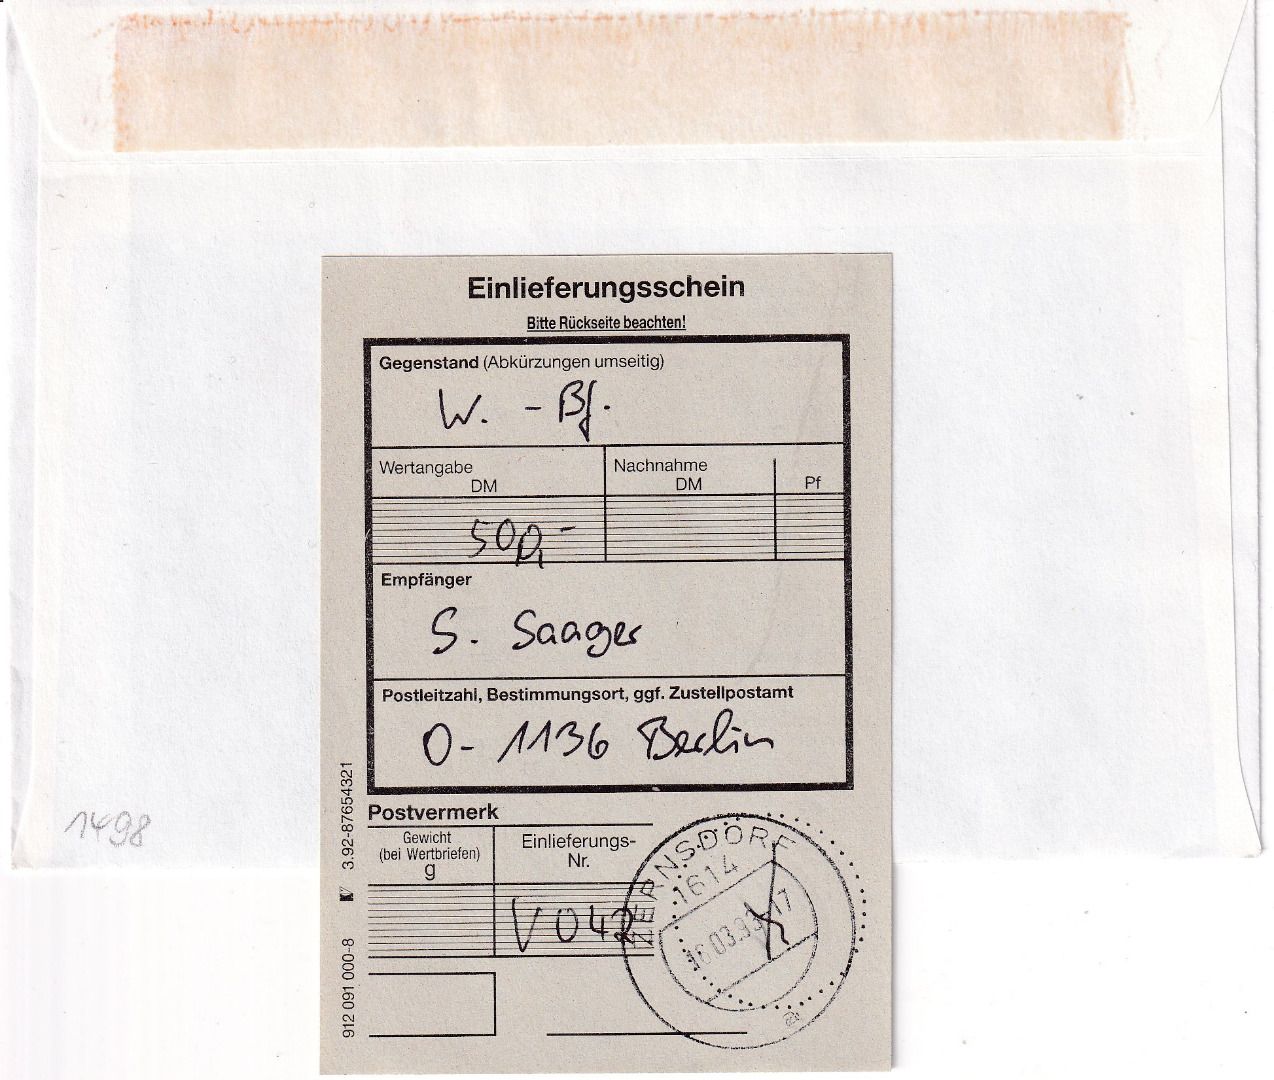 Einlieferungsschein
Bitte Rückseite beachten!
Gegenstand (Abkürzungen umseitig)
W. - Bf.
Wertangabe
DM
Nachnahme
DM
Pf
500,-
Empfänger
S. Saager
Postleitzahl, Bestimmungsort, ggf. Zustellpostamt
O- 1136 Berlin
Postvermerk
Gewicht
(bei Wertbriefen)
g
Einlieferungs-
Nr.
V 042
ZERNSDORF
1614
16.03.93 17
912 091 000-8 3.92-87654321
1498